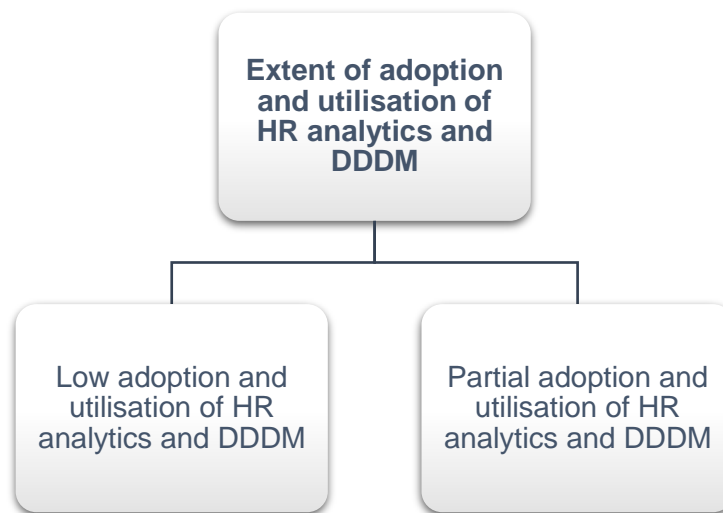 Extent of adoption
and utilisation of
HR analytics and
DDDM
Low adoption and
utilisation of HR
analytics and DDDM
Partial adoption and
utilisation of HR
analytics and DDDM